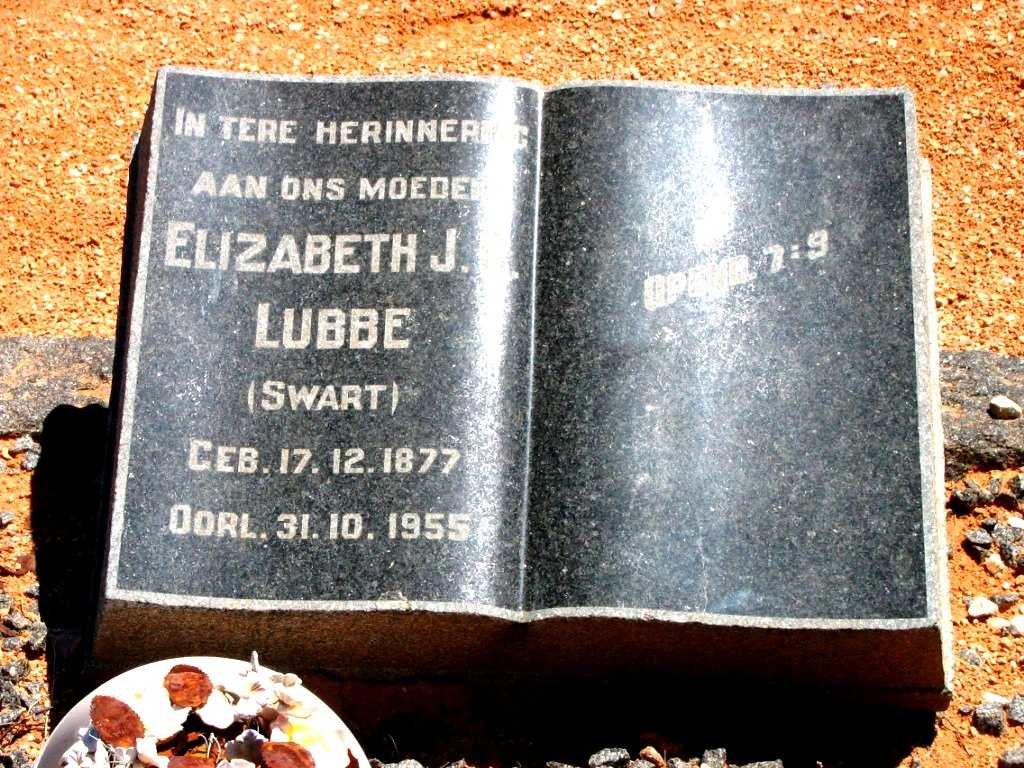 IN TERE HERINNERING
AAN ONS MOEDER
ELIZABETH J.
LUBBE
(SWART)
GEB. 17. 12. 1877
OORL. 31. 10. 1955
OPENB. 7:9